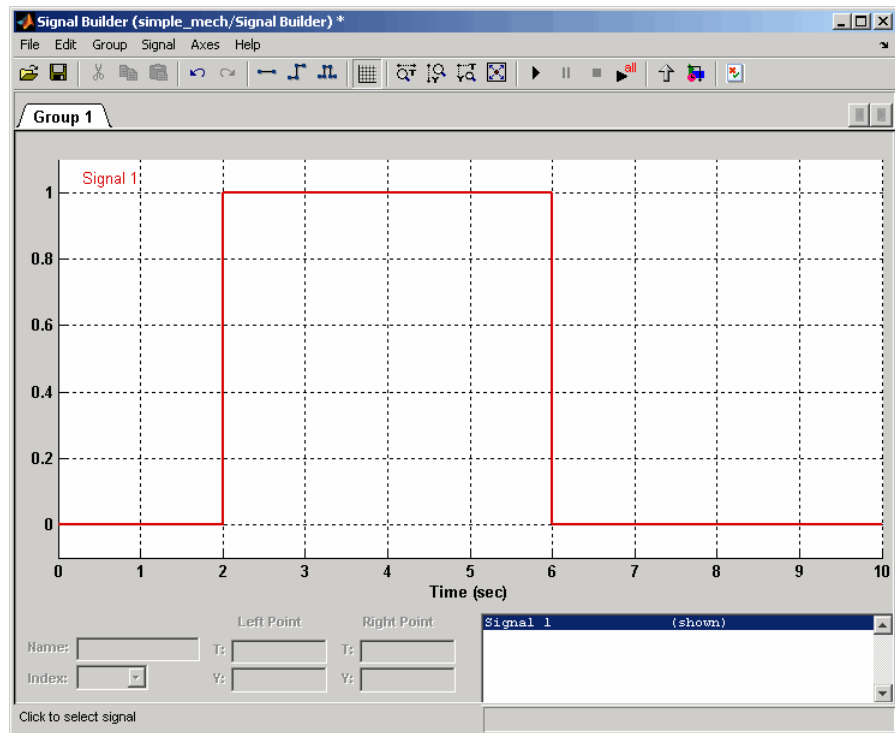 Signal Builder (simple_mech/Signal Builder) *
File Edit Group Signal Axes Help
all
Group 1
Signal 1
1
0.8
0.6
0.4
0.2
0
0 1 2 3 4 5 6 7 8 9 10
Time (sec)
Left Point Right Point
Name: T: T:
Index: Y: Y:
Signal 1 (shown)
Click to select signal